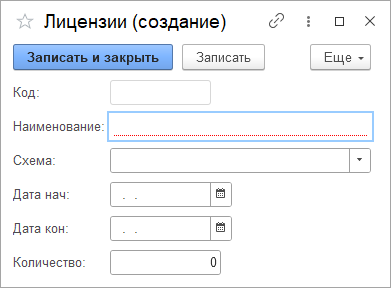 Лицензии (создание)
Записать и закрыть Записать Еще
Код:
Наименование:
Схема:
Дата нач: . .
Дата кон: . .
Количество: 0